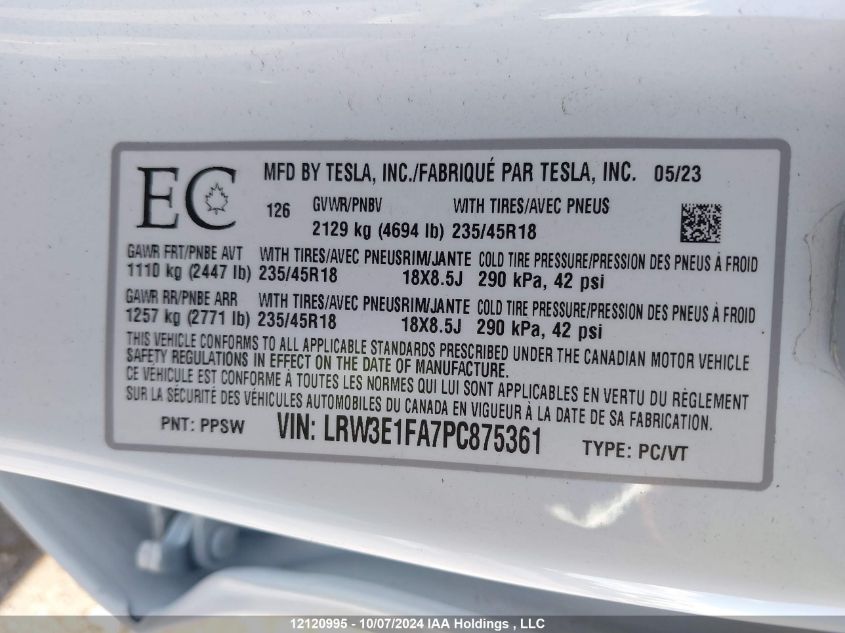 EC MFD BY TESLA, INC./FABRIQUÉ PAR TESLA, INC. 05/23
126 GVWR/PNBV WITH TIRES/AVEC PNEUS
2129 kg (4694 lb) 235/45R18
GAWR FRT/PNBE AVT WITH TIRES/AVEC PNEUSRIM/JANTE COLD TIRE PRESSURE/PRESSION DES PNEUS À FROID
1110 kg (2447 lb) 235/45R18 18X8.5J 290 kPa, 42 psi
GAWR RR/PNBE ARR WITH TIRES/AVEC PNEUSRIM/JANTE COLD TIRE PRESSURE/PRESSION DES PNEUS À FROID
1257 kg (2771 lb) 235/45R18 18X8.5J 290 kPa, 42 psi
THIS VEHICLE CONFORMS TO ALL APPLICABLE STANDARDS PRESCRIBED UNDER THE CANADIAN MOTOR VEHICLE
SAFETY REGULATIONS IN EFFECT ON THE DATE OF MANUFACTURE.
CE VÉHICULE EST CONFORME À TOUTES LES NORMES QUI LUI SONT APPLICABLES EN VERTU DU RÈGLEMENT
SUR LA SÉCURITÉ DES VÉHICULES AUTOMOBILES DU CANADA EN VIGUEUR À LA DATE DE SA FABRICATION.
PNT: PPSW VIN: LRW3E1FA7PC875361 TYPE: PC/VT
12120995 - 10/07/2024 IAA Holdings , LLC